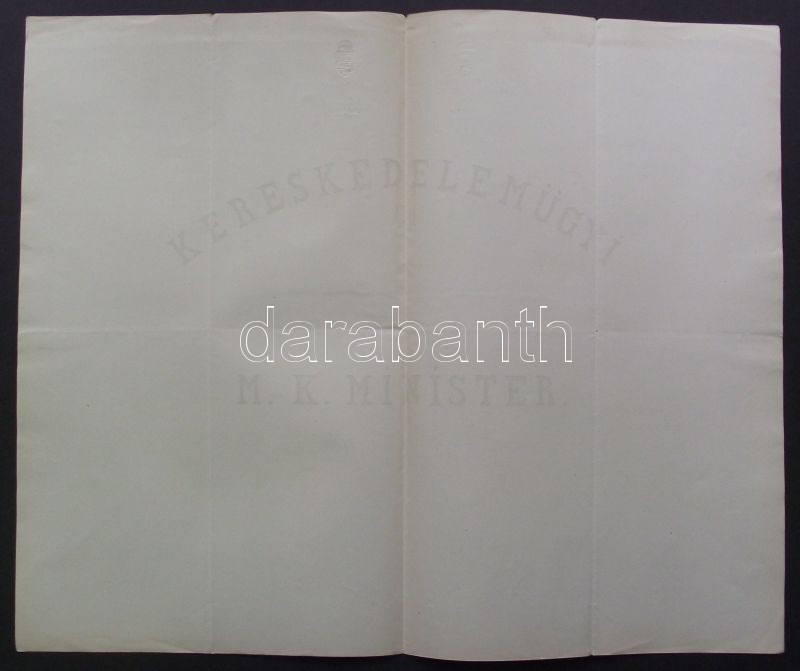 KERESKEDELEMÜGYI
darabanth
M. K. MINISTER.